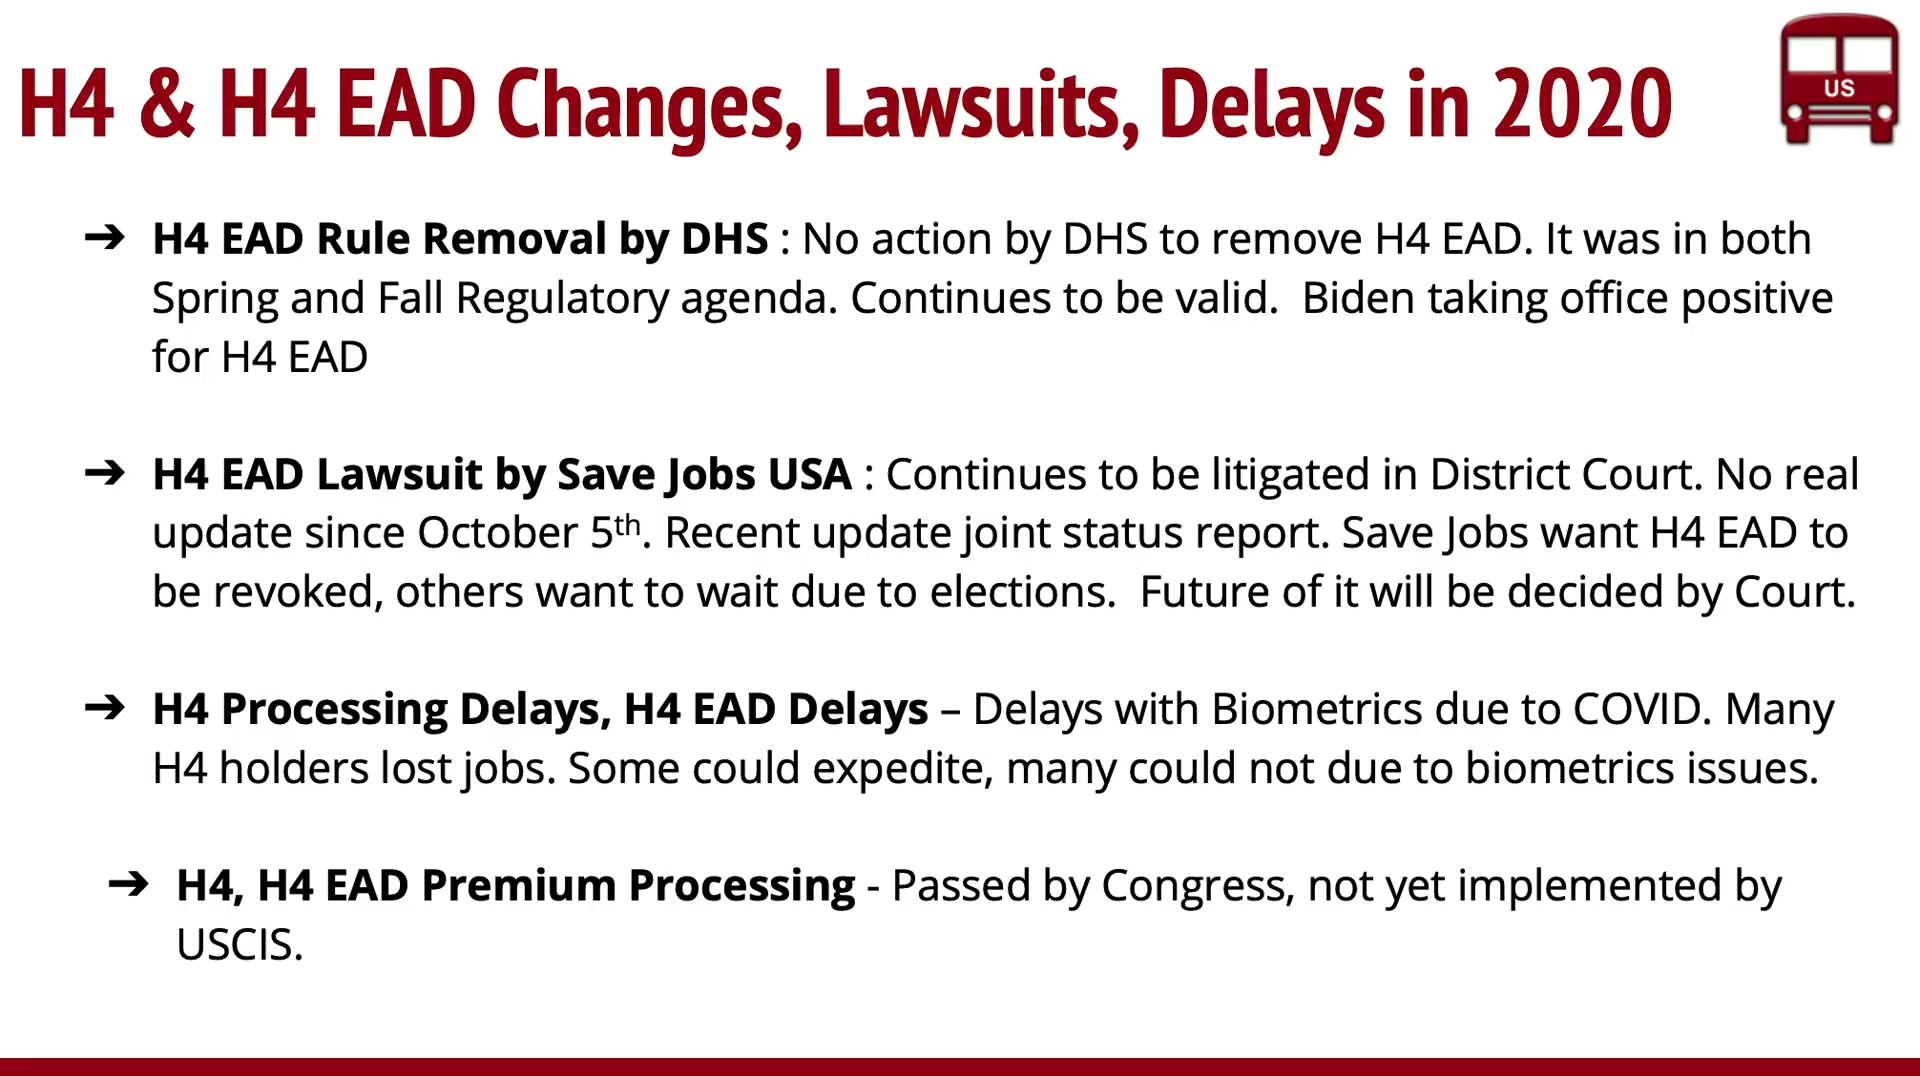 H4 & H4 EAD Changes, Lawsuits, Delays in 2020
US
➔ H4 EAD Rule Removal by DHS : No action by DHS to remove H4 EAD. It was in both
Spring and Fall Regulatory agenda. Continues to be valid.  Biden taking office positive
for H4 EAD
➔ H4 EAD Lawsuit by Save Jobs USA : Continues to be litigated in District Court. No real
update since October 5th. Recent update joint status report. Save Jobs want H4 EAD to
be revoked, others want to wait due to elections.  Future of it will be decided by Court.
➔ H4 Processing Delays, H4 EAD Delays – Delays with Biometrics due to COVID. Many
H4 holders lost jobs. Some could expedite, many could not due to biometrics issues.
➔ H4, H4 EAD Premium Processing - Passed by Congress, not yet implemented by
USCIS.